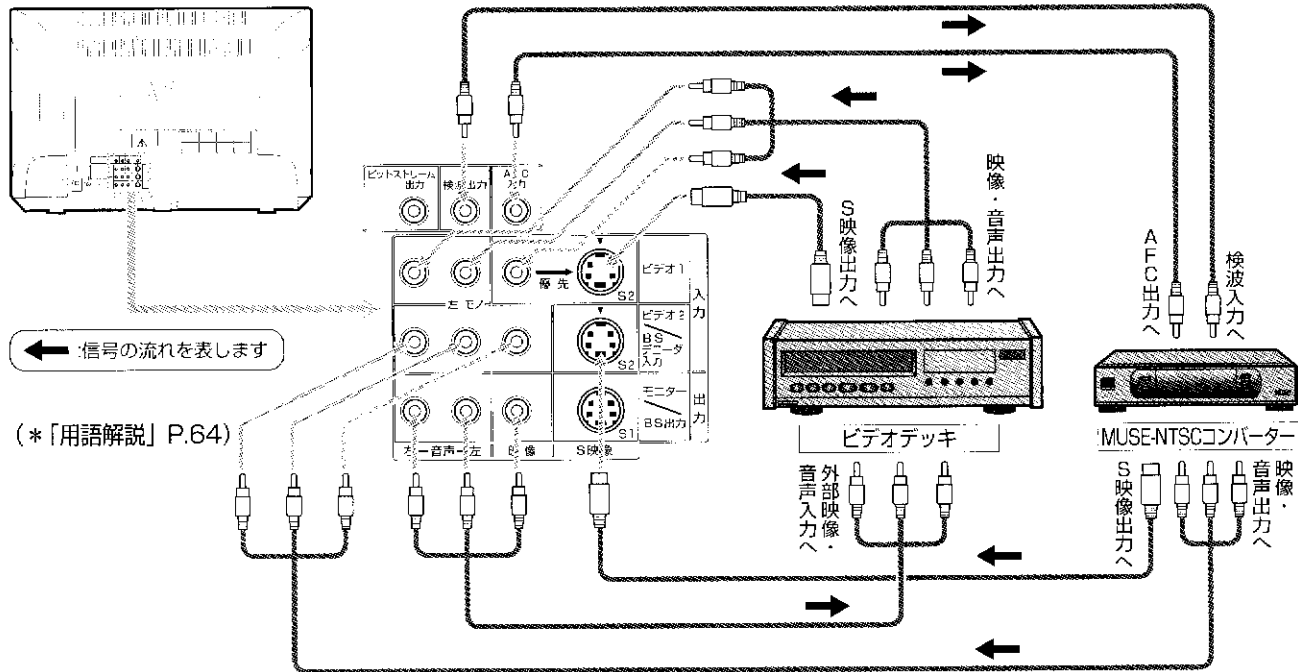 ビットストリーム
出力
検波出力
AFC
入力
ビデオ1
優先
S2
左 モノ
入力
ビデオ2
BS
デコーダ
入力
S2
モニター
BS出力
出力
S1
右ー音声ー左
映像
S映像
:信号の流れを表します
(*「用語解説」P.64)
S映像出力へ
映像・音声出力へ
AFC出力へ
検波入力へ
ビデオデッキ
MUSE-NTSCコンバーター
外部映像・
音声入力へ
S映像出力へ
映像・
音声出力へ